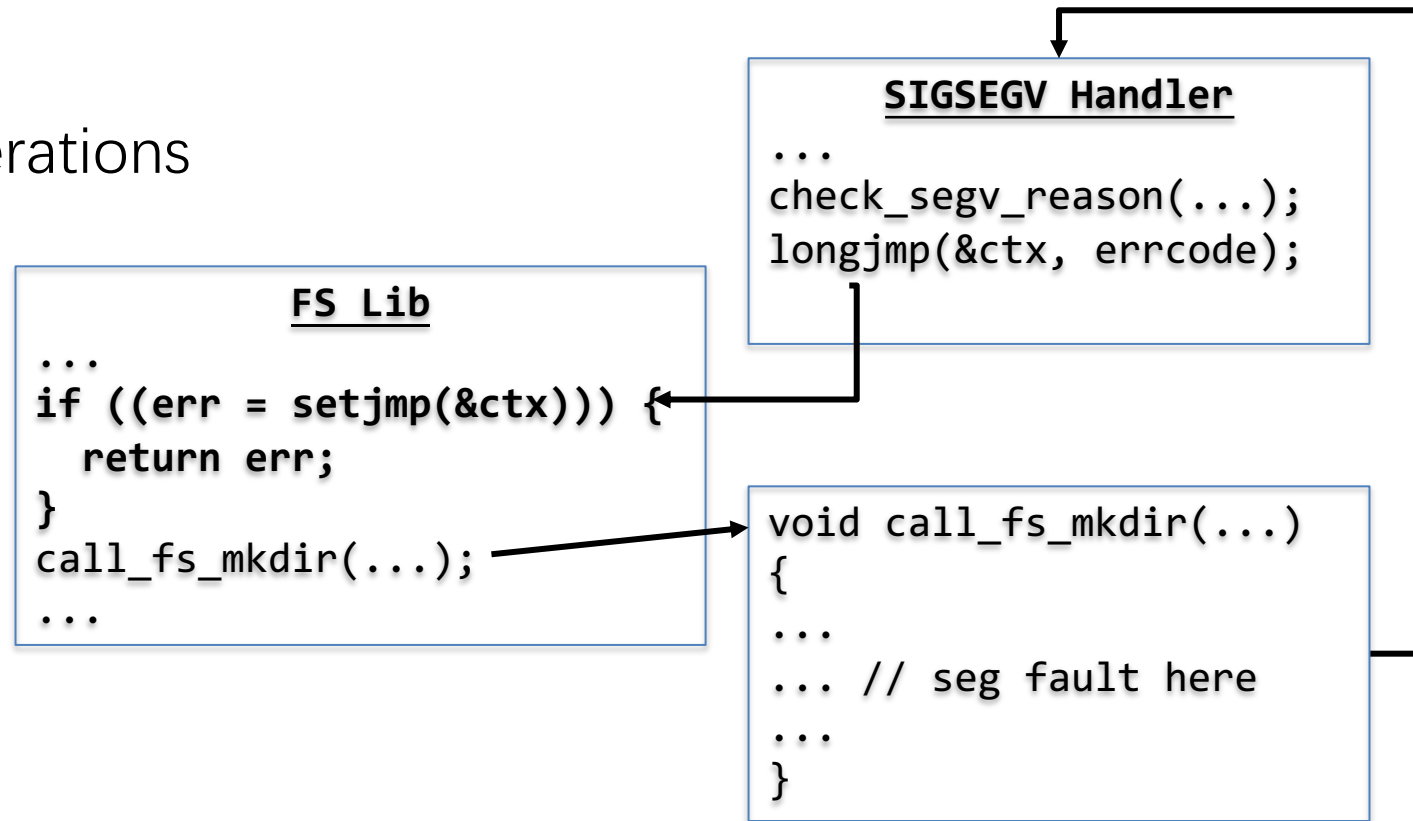 erations
SIGSEGV Handler
...
check_segv_reason(...);
longjmp(&ctx, errcode);
FS Lib
...
if ((err = setjmp(&ctx))) {
  return err;
}
call_fs_mkdir(...);
...
void call_fs_mkdir(...)
{
...
... // seg fault here
...
}